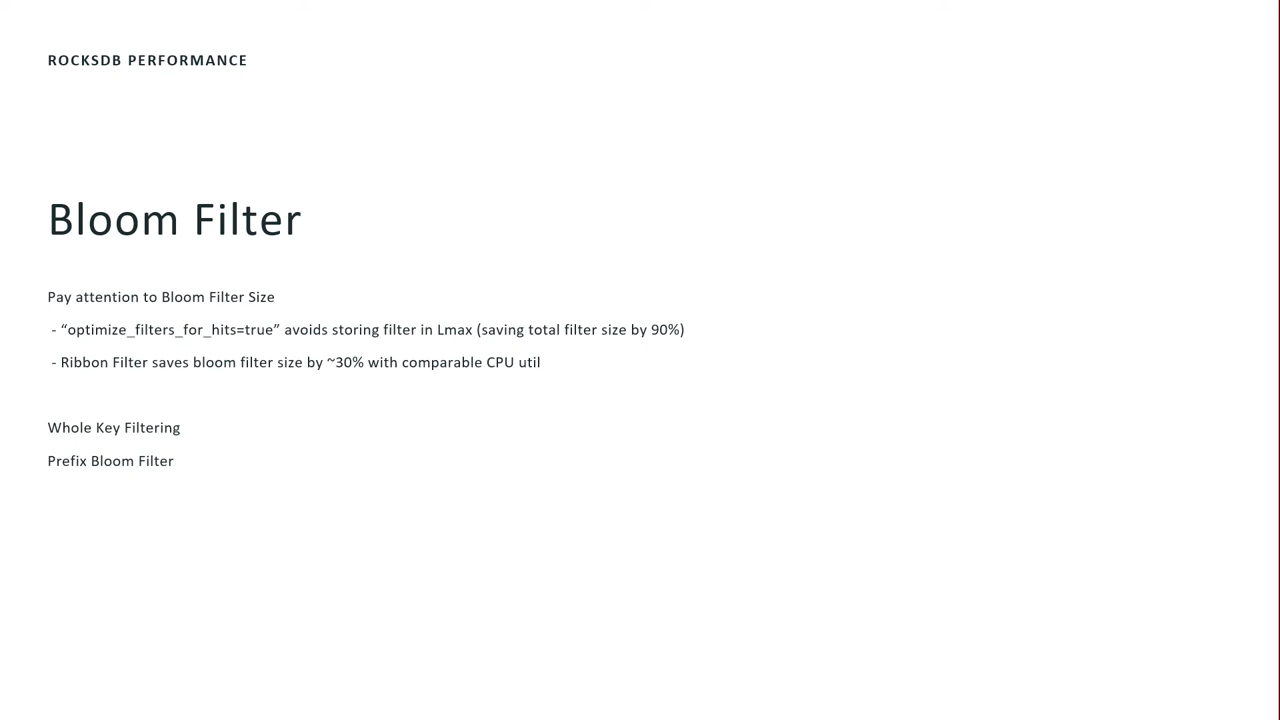 ROCKSDB PERFORMANCE
Bloom Filter
Pay attention to Bloom Filter Size
- “optimize_filters_for_hits=true” avoids storing filter in Lmax (saving total filter size by 90%)
- Ribbon Filter saves bloom filter size by ~30% with comparable CPU util
Whole Key Filtering
Prefix Bloom Filter